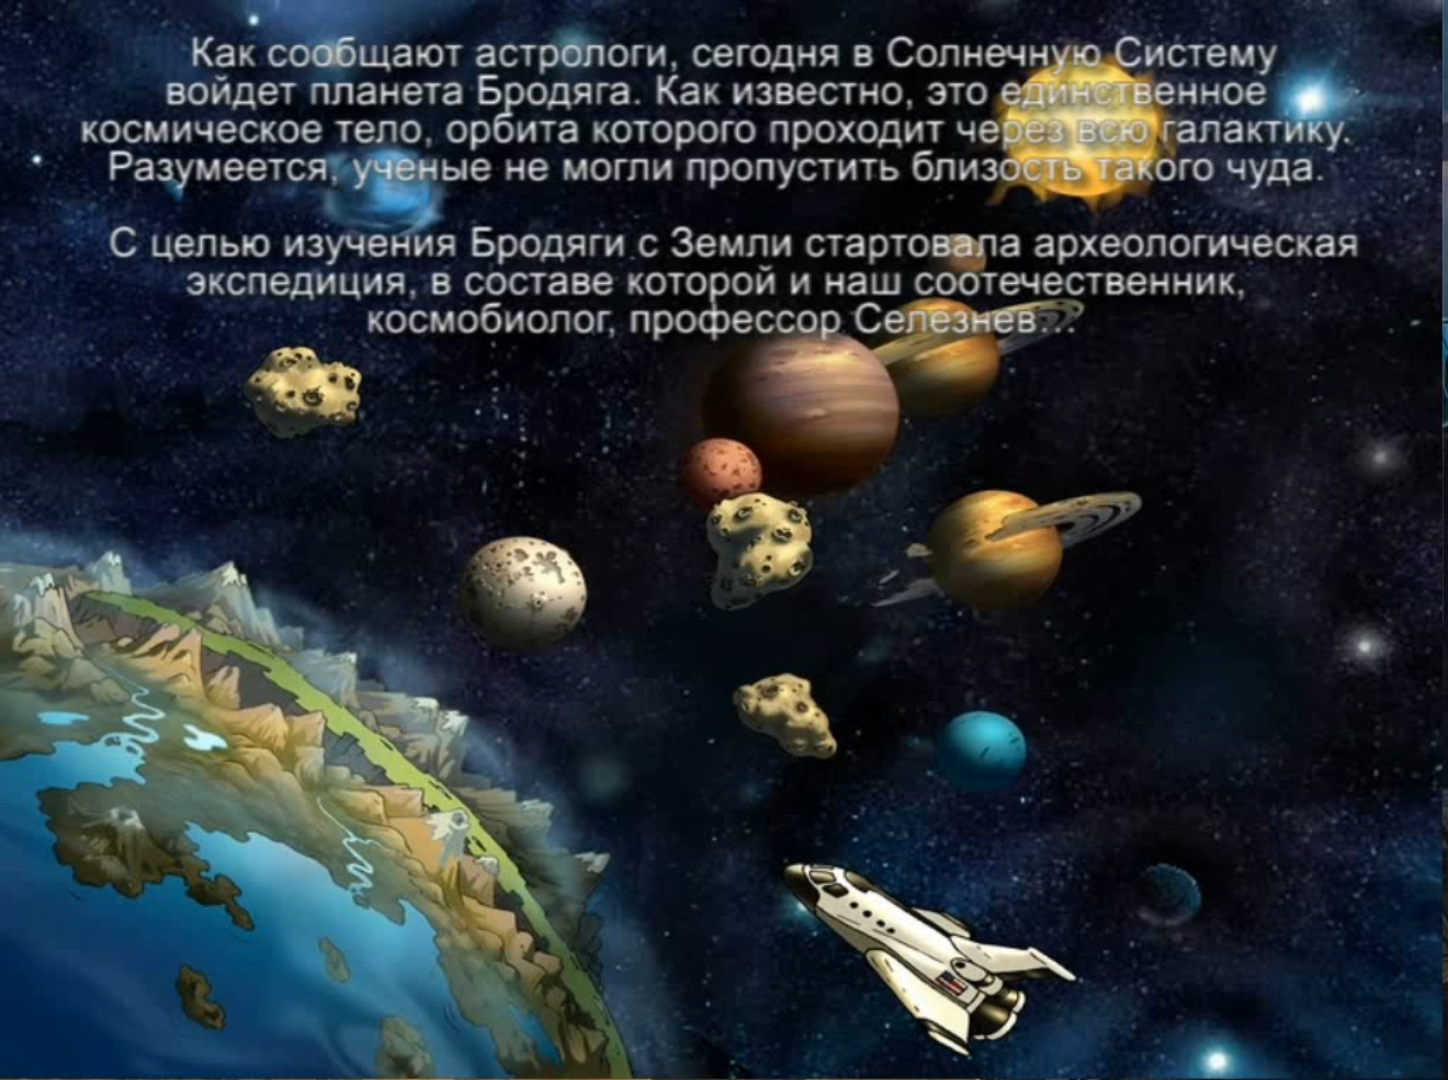 Как сообщают астрологи, сегодня в Солнечную Систему
войдет планета Бродяга. Как известно, это единственное
космическое тело, орбита которого проходит через всю галактику.
Разумеется, ученые не могли пропустить близость такого чуда.
С целью изучения Бродяги с Земли стартовала археологическая
экспедиция, в составе которой и наш соотечественник,
космобиолог, профессор Селезнев...